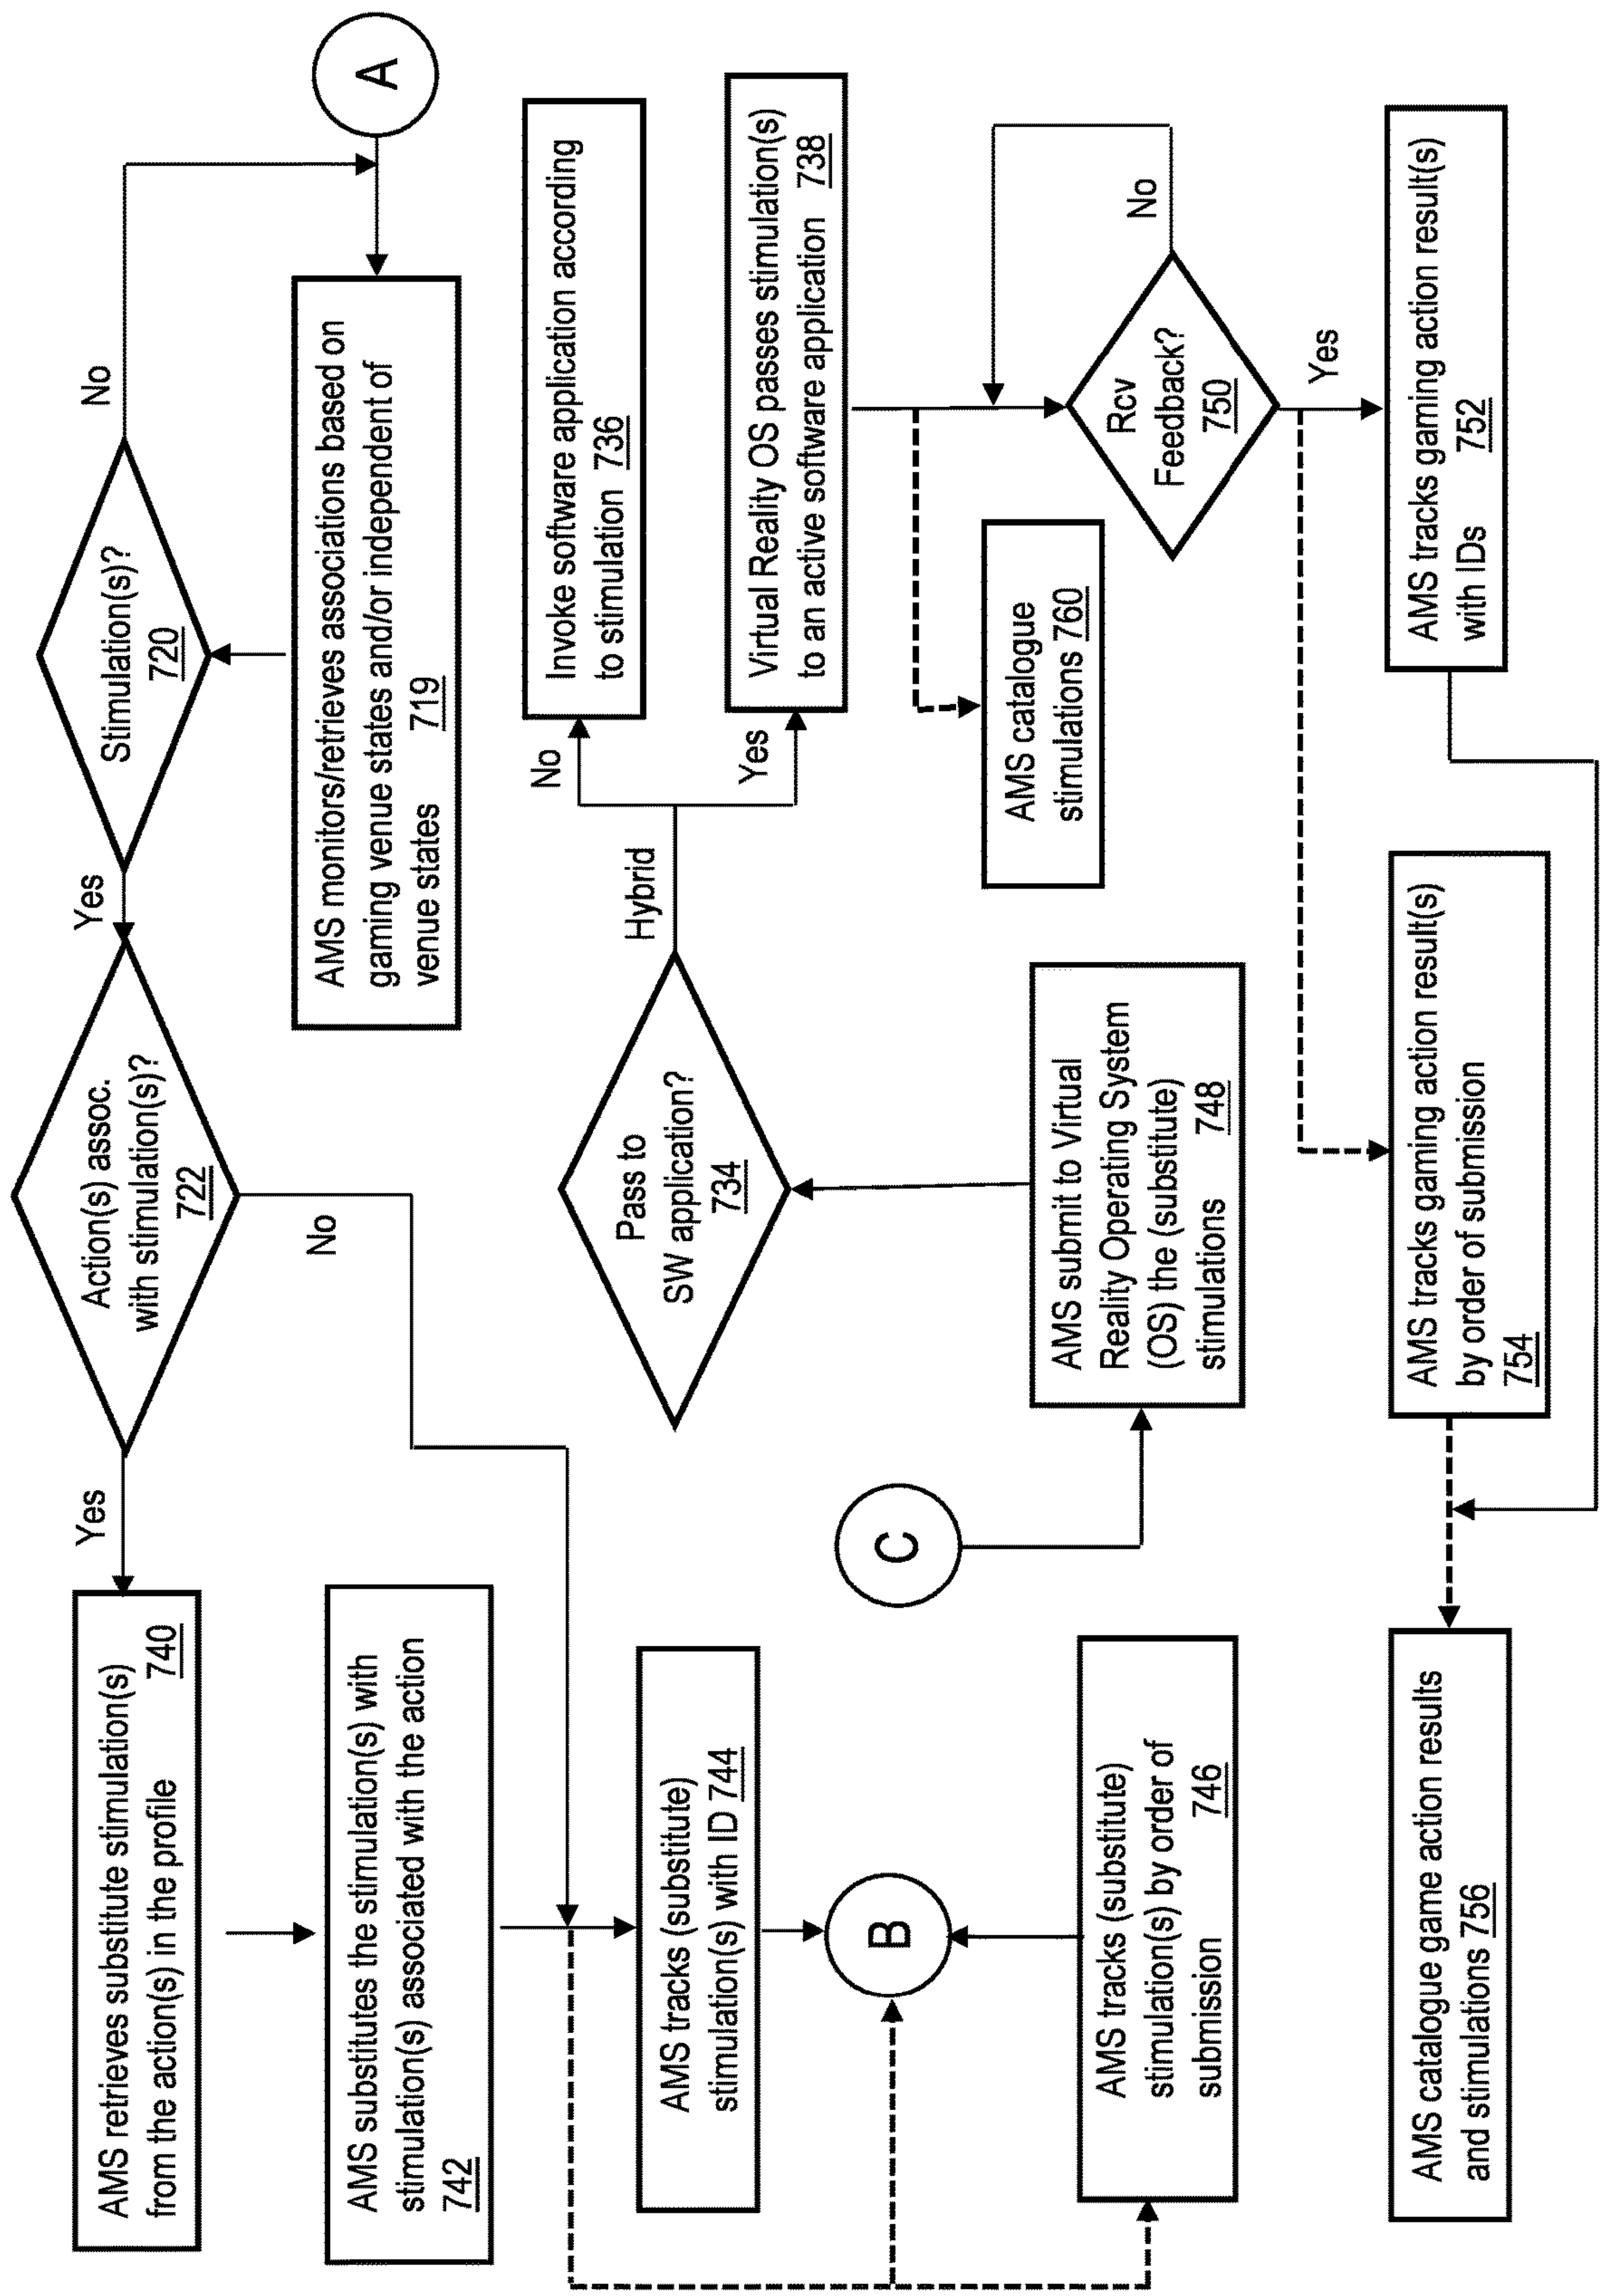 A
AMS monitors/retrieves associations based on
gaming venue states and/or independent of
venue states 719
Stimulation(s)?
720
No
Yes
Action(s) assoc.
with stimulation(s)?
722
No
Yes
AMS retrieves substitute stimulation(s)
from the action(s) in the profile 740
AMS substitutes the stimulation(s) with
stimulation(s) associated with the action
742
AMS tracks (substitute)
stimulation(s) with ID 744
B
AMS tracks (substitute)
stimulation(s) by order of
submission 746
C
AMS submit to Virtual
Reality Operating System
(OS) the (substitute)
stimulations 748
Pass to
SW application?
734
Hybrid
No
Yes
Invoke software application according
to stimulation 736
Virtual Reality OS passes stimulation(s)
to an active software application 738
AMS catalogue
stimulations 760
Rcv
Feedback?
750
No
Yes
AMS tracks gaming action result(s)
with IDs 752
AMS tracks gaming action result(s)
by order of submission
754
AMS catalogue game action results
and stimulations 756